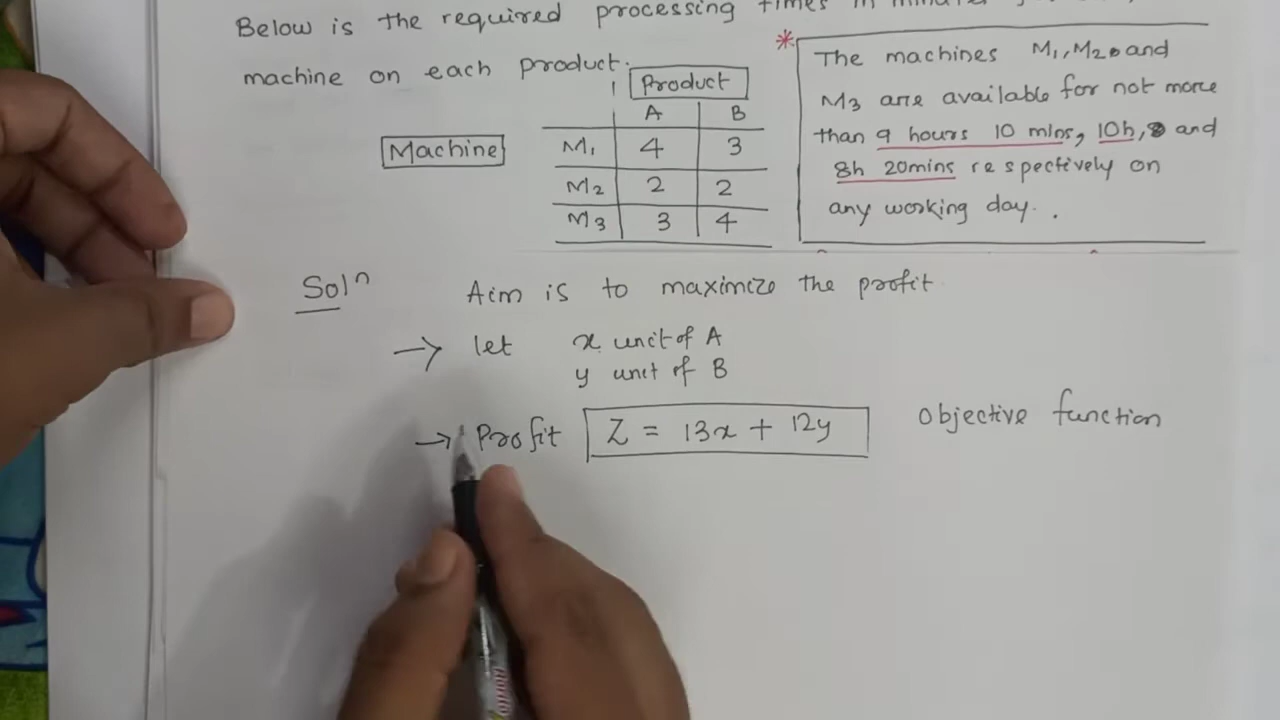 Below is the required processing times in minutes
machine on each product.
Product
A B
Machine
M1 4 3
M2 2 2
M3 3 4
* The machines M1, M2 and
M3 are available for not more
than 9 hours 10 mins, 10h, and
8h 20mins respectively on
any working day.
Soln Aim is to maximize the profit
→ let x unit of A
y unit of B
→ Profit Z = 13x + 12y Objective function